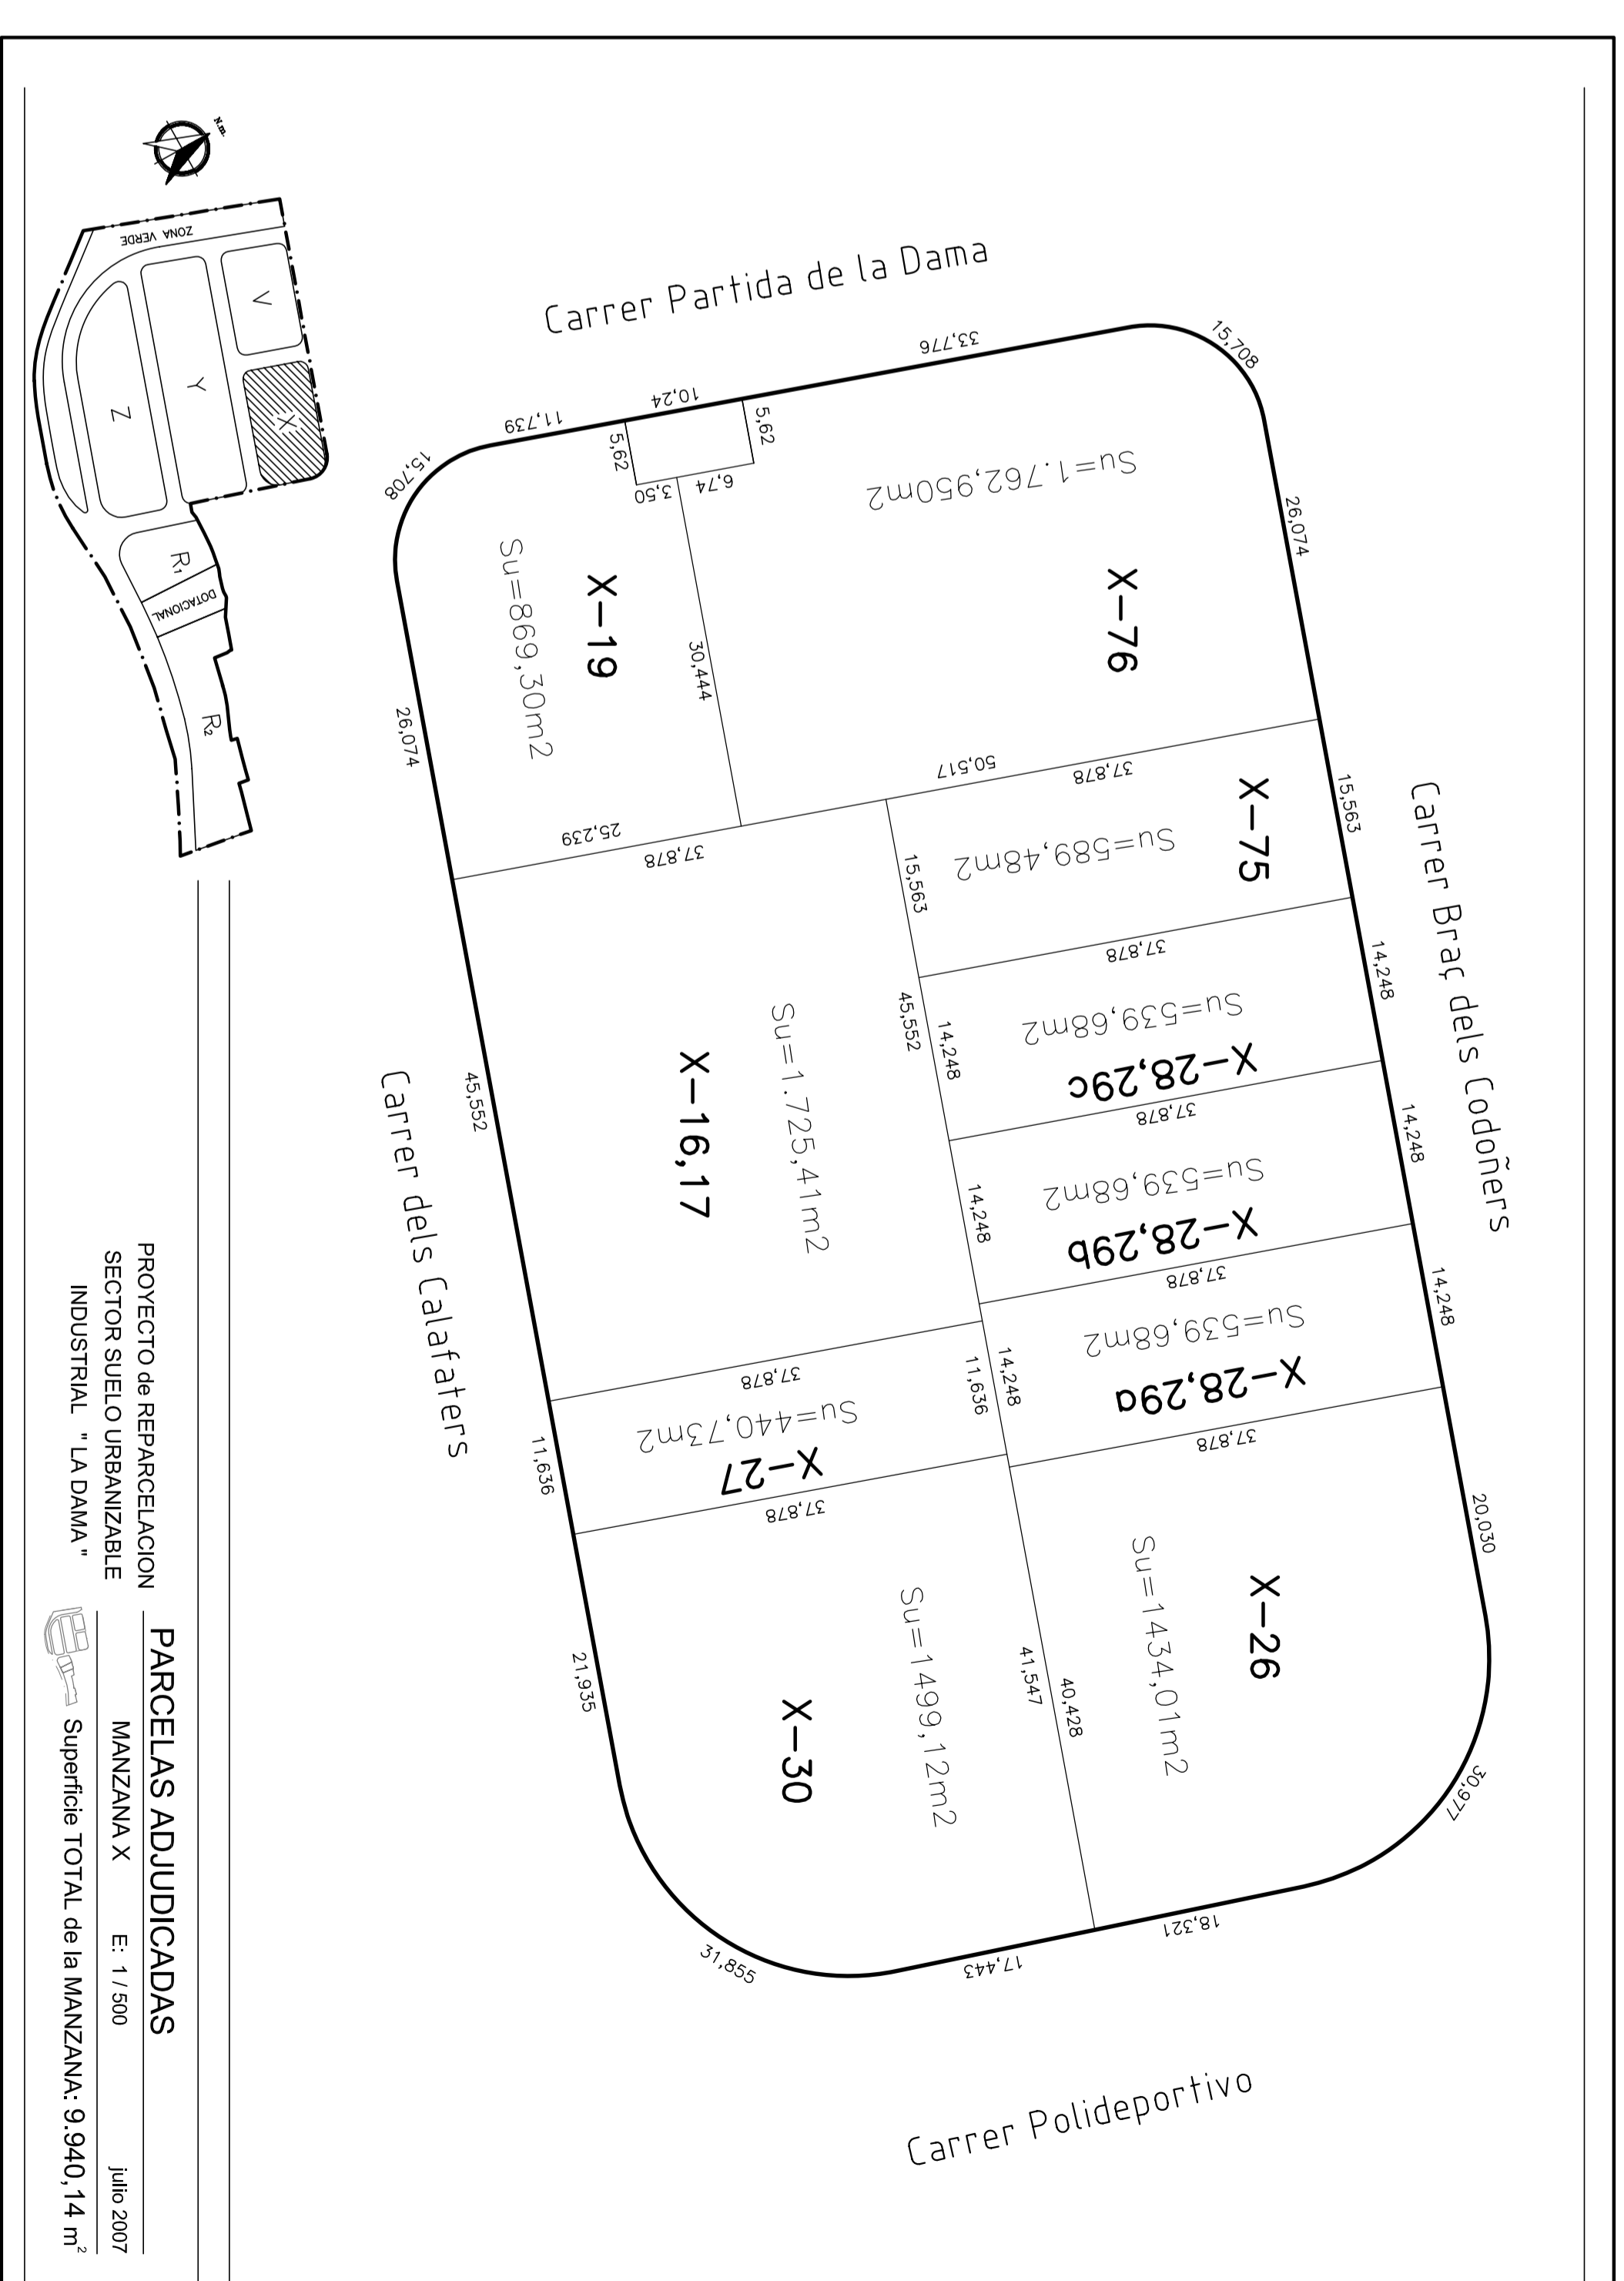 N.m.
ZONA VERDE
V
X
Y
Z
R₁
DOTACIONAL
R₂
Carrer Partida de la Dama
33,776
15,708
10,24
11,739
5,62
5,62
15,708
3,50
6,74
Su=1.762,950m2
X-76
26,074
Su=869,30m2
X-19
30,444
26,074
50,517
37,878
25,239
37,878
X-75
Su=589,48m2
15,563
15,563
37,878
Carrer Braç dels Codoñers
14,248
Su=539,68m2
X-28,29c
45,552
14,248
37,878
14,248
Su=539,68m2
X-28,29b
14,248
37,878
14,248
Su=539,68m2
X-28,29a
14,248
37,878
Su=1.725,41m2
X-16,17
45,552
Carrer dels Calafaters
37,878
11,636
Su=440,73m2
X-27
11,636
37,878
20,030
X-26
Su=1434,01m2
40,428
41,547
30,977
18,321
Su=1499,12m2
X-30
21,935
31,855
17,443
Carrer Polideportivo
PROYECTO de REPARCELACION
SECTOR SUELO URBANIZABLE
INDUSTRIAL " LA DAMA "
PARCELAS ADJUDICADAS
MANZANA X E: 1 / 500 julio 2007
Superficie TOTAL de la MANZANA: 9.940,14 m²